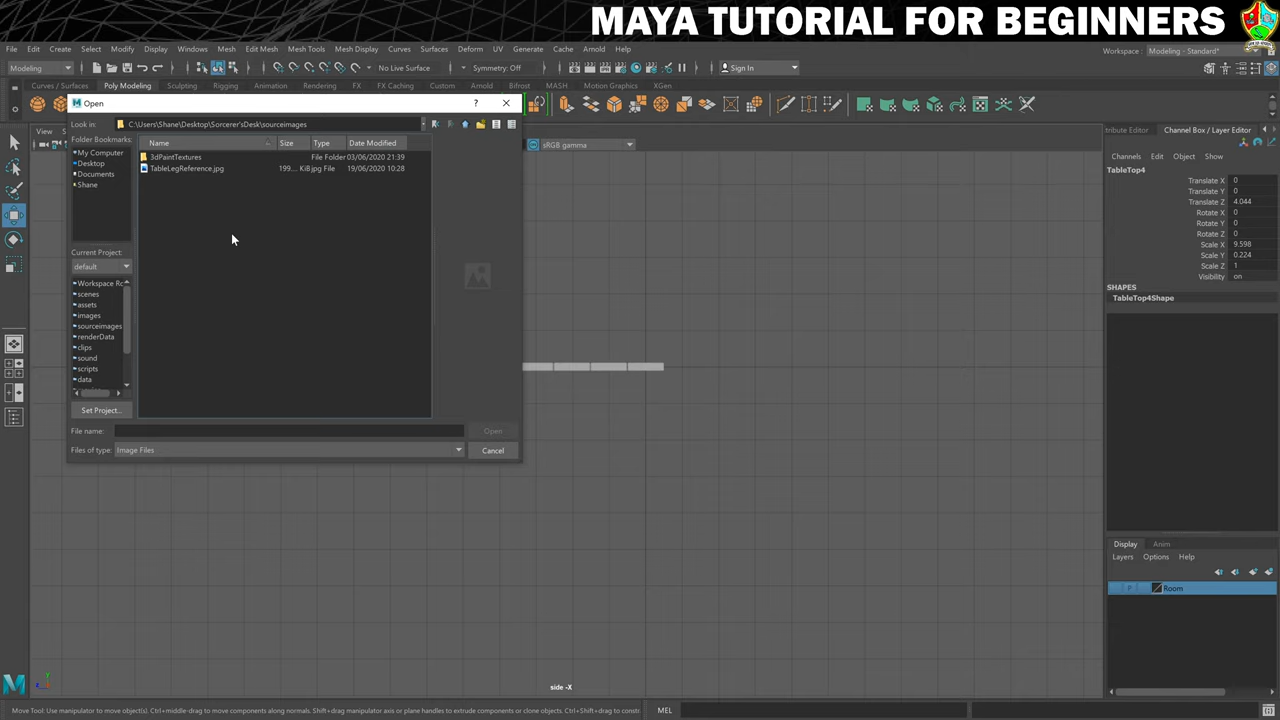 MAYA TUTORIAL FOR BEGINNERS
File Edit Create Select Modify Display Windows Mesh Edit Mesh Mesh Tools Mesh Display Curves Surfaces Deform UV Generate Cache Arnold Help
Workspace : Modeling - Standard*
Modeling No Live Surface Symmetry: Off Sign In
Curves / Surfaces Poly Modeling Sculpting Rigging Animation Rendering FX FX Caching Custom Arnold Bifrost MASH Motion Graphics XGen
Open ? ×
Look in: C:\Users\Shane\Desktop\Sorcerer'sDesk\sourceimages
Folder Bookmarks:
My Computer
Desktop
Documents
Shane
Name Size Type Date Modified
3dPaintTextures File Folder 03/06/2020 21:39
TableLegReference.jpg 199... KiB jpg File 19/06/2020 10:28
Current Project:
default
Workspace Ro
scenes
assets
images
sourceimages
renderData
clips
sound
scripts
data
Set Project...
File name: Open
Files of type: Image Files Cancel
View S
sRGB gamma
side -X
ribute Editor Channel Box / Layer Editor
Channels Edit Object Show
TableTop4
Translate X 0
Translate Y 0
Translate Z 4.044
Rotate X 0
Rotate Y 0
Rotate Z 0
Scale X 9.598
Scale Y 0.224
Scale Z 1
Visibility on
SHAPES
TableTop4Shape
Display Anim
Layers Options Help
P Room
Move Tool: Use manipulator to move object(s). Ctrl+middle-drag to move components along normals. Shift+drag manipulator axis or plane handles to extrude components or clone objects. Ctrl+Shift+drag to constr
MEL